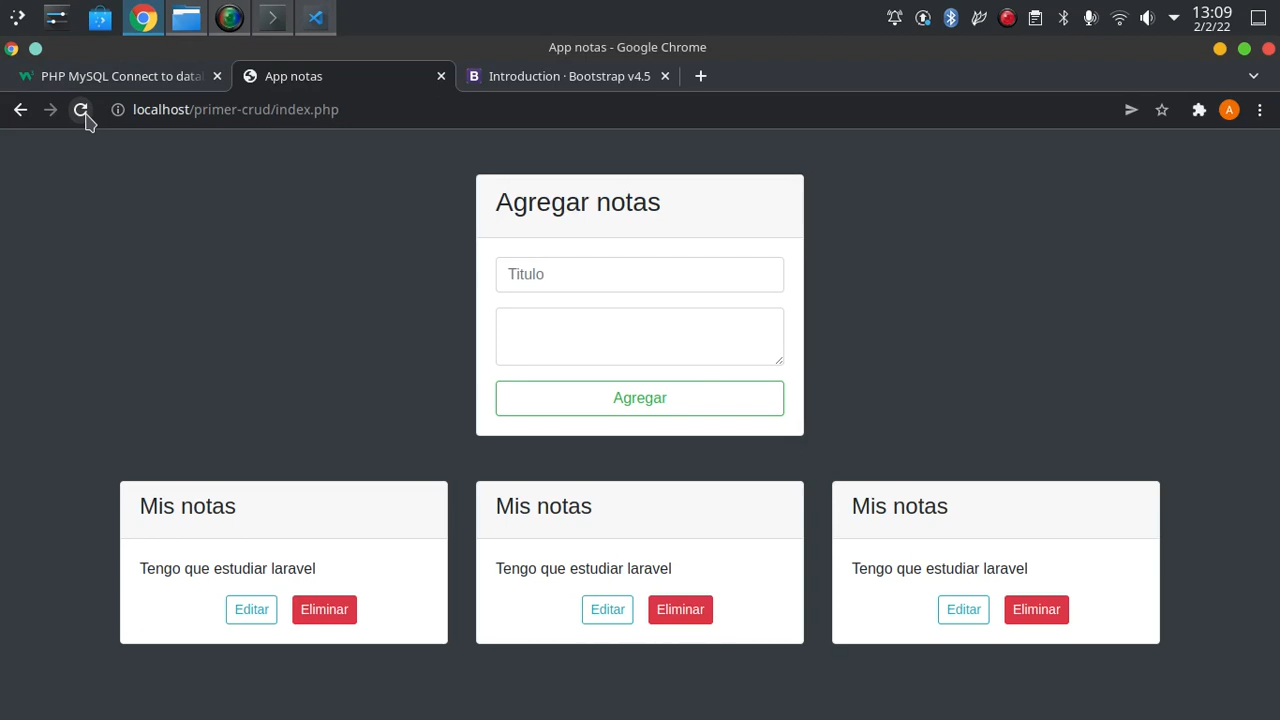 13:09
2/2/22
App notas - Google Chrome
PHP MySQL Connect to data
App notas
B Introduction · Bootstrap v4.5
localhost/primer-crud/index.php
A
Agregar notas
Titulo
Agregar
Mis notas
Tengo que estudiar laravel
Editar Eliminar
Mis notas
Tengo que estudiar laravel
Editar Eliminar
Mis notas
Tengo que estudiar laravel
Editar Eliminar